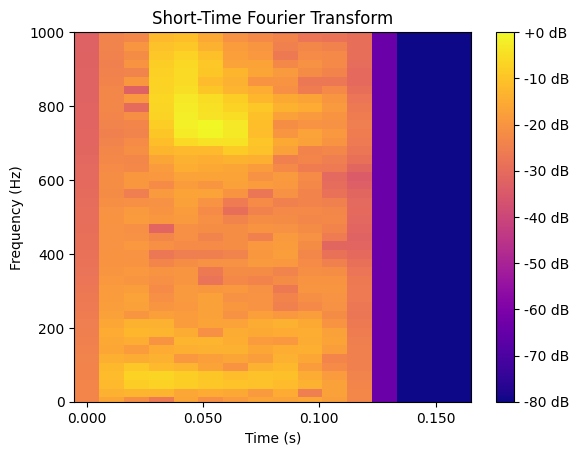 Short-Time Fourier Transform
1000
800
600
400
200
0
Frequency (Hz)
0.000
0.050
0.100
0.150
Time (s)
+0 dB
-10 dB
-20 dB
-30 dB
-40 dB
-50 dB
-60 dB
-70 dB
-80 dB